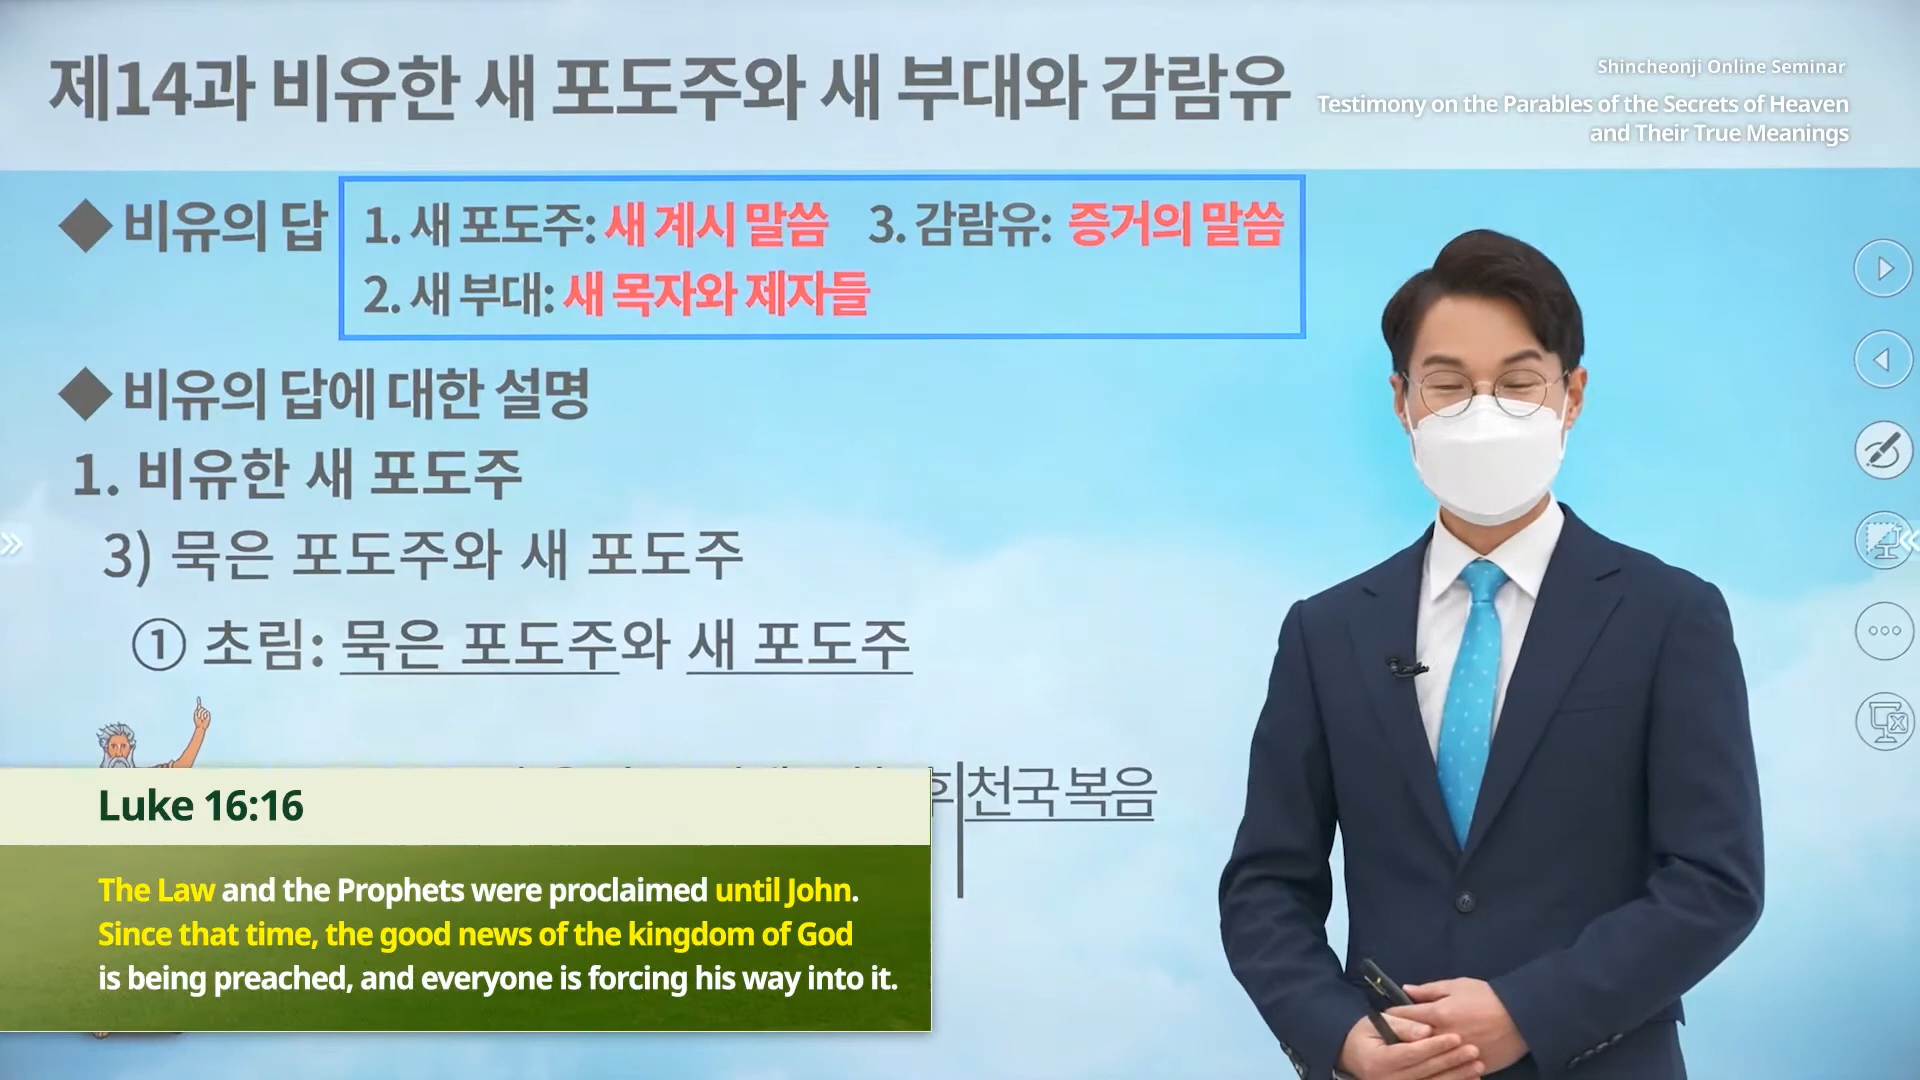 제14과 비유한 새 포도주와 새 부대와 감람유
Shincheonji Online Seminar
Testimony on the Parables of the Secrets of Heaven
and Their True Meanings
◆비유의 답
1. 새 포도주: 새 계시 말씀 3. 감람유: 증거의 말씀
2. 새 부대: 새 목자와 제자들
◆비유의 답에 대한 설명
1. 비유한 새 포도주
3) 묵은 포도주와 새 포도주
① 초림: 묵은 포도주와 새 포도주
천국 복음
Luke 16:16
The Law and the Prophets were proclaimed until John.
Since that time, the good news of the kingdom of God
is being preached, and everyone is forcing his way into it.